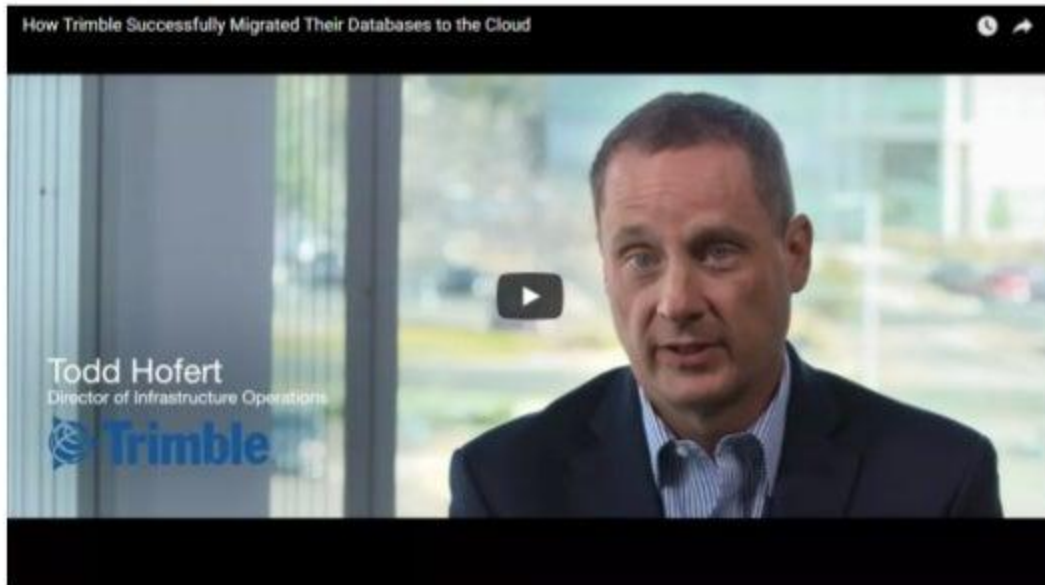 How Trimble Successfully Migrated Their Databases to the Cloud
Todd Hofert
Director of Infrastructure Operations
Trimble